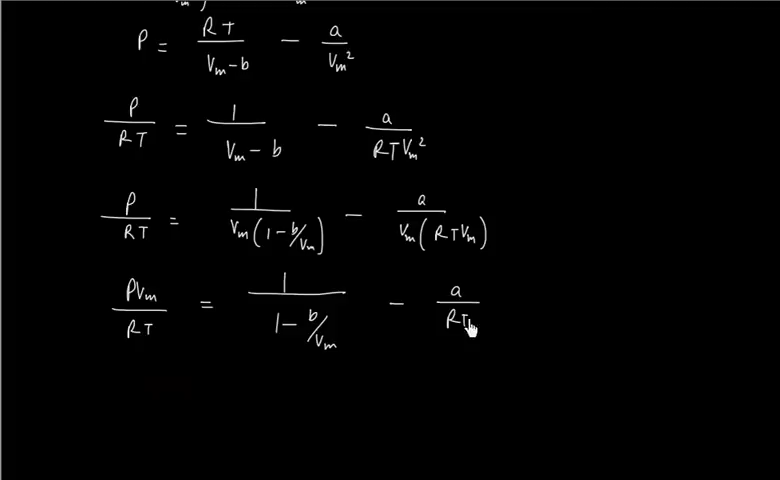 P = RT / (Vm - b) - a / Vm²
P / RT = 1 / (Vm - b) - a / (RTVm²)
P / RT = 1 / (Vm(1 - b/Vm)) - a / (Vm(RTVm))
PVm / RT = 1 / (1 - b/Vm) - a / RT